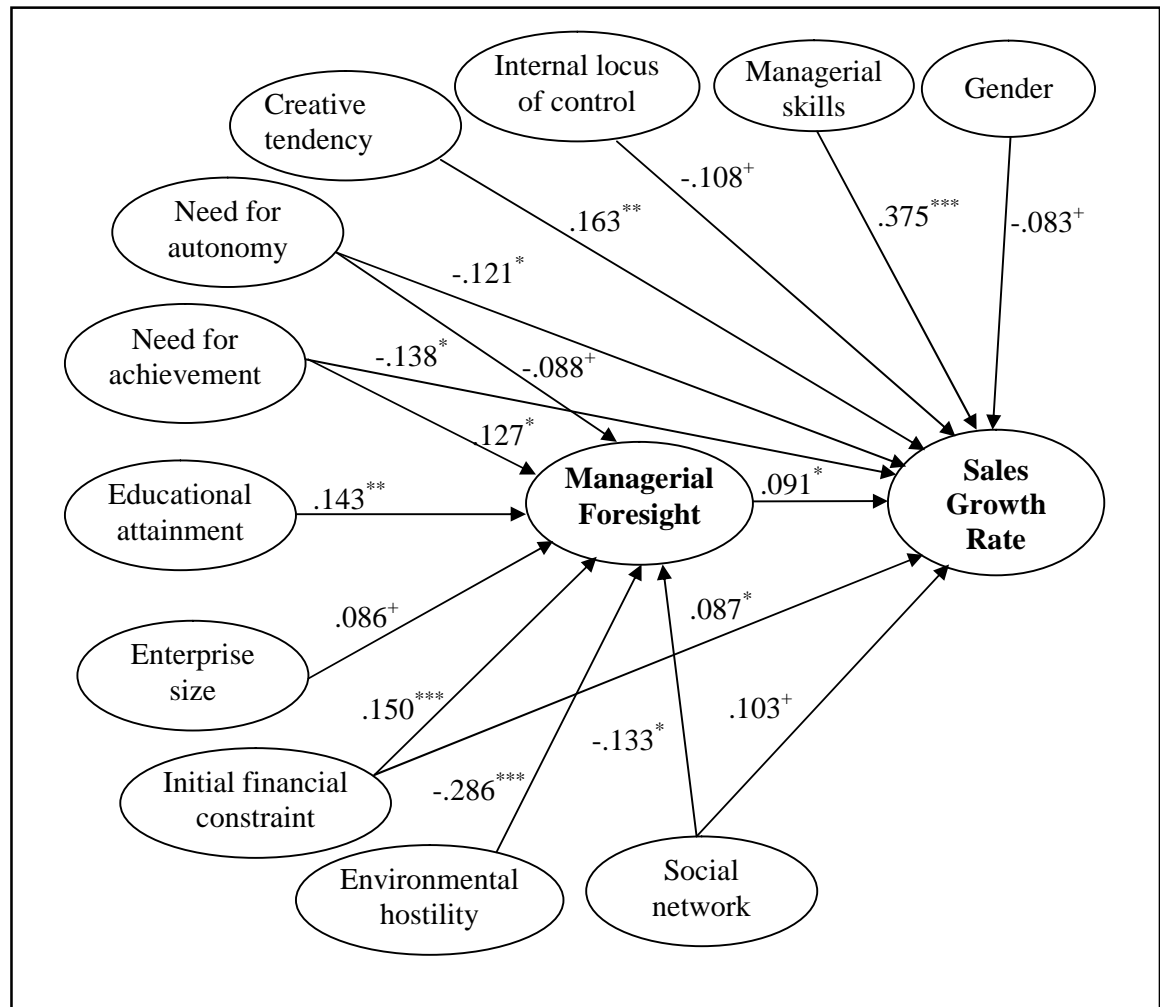 Internal locus
of control
Managerial
skills
Gender
Creative
tendency
-.108⁺
.375***
-.083⁺
.163**
Need for
autonomy
-.121*
Need for
achievement
-.138*
-.088⁺
.127*
Educational
attainment
.143**
Managerial
Foresight
.091*
Sales
Growth
Rate
.086⁺
.087*
Enterprise
size
.150***
-.133*
.103⁺
Initial financial
constraint
-.286***
Environmental
hostility
Social
network